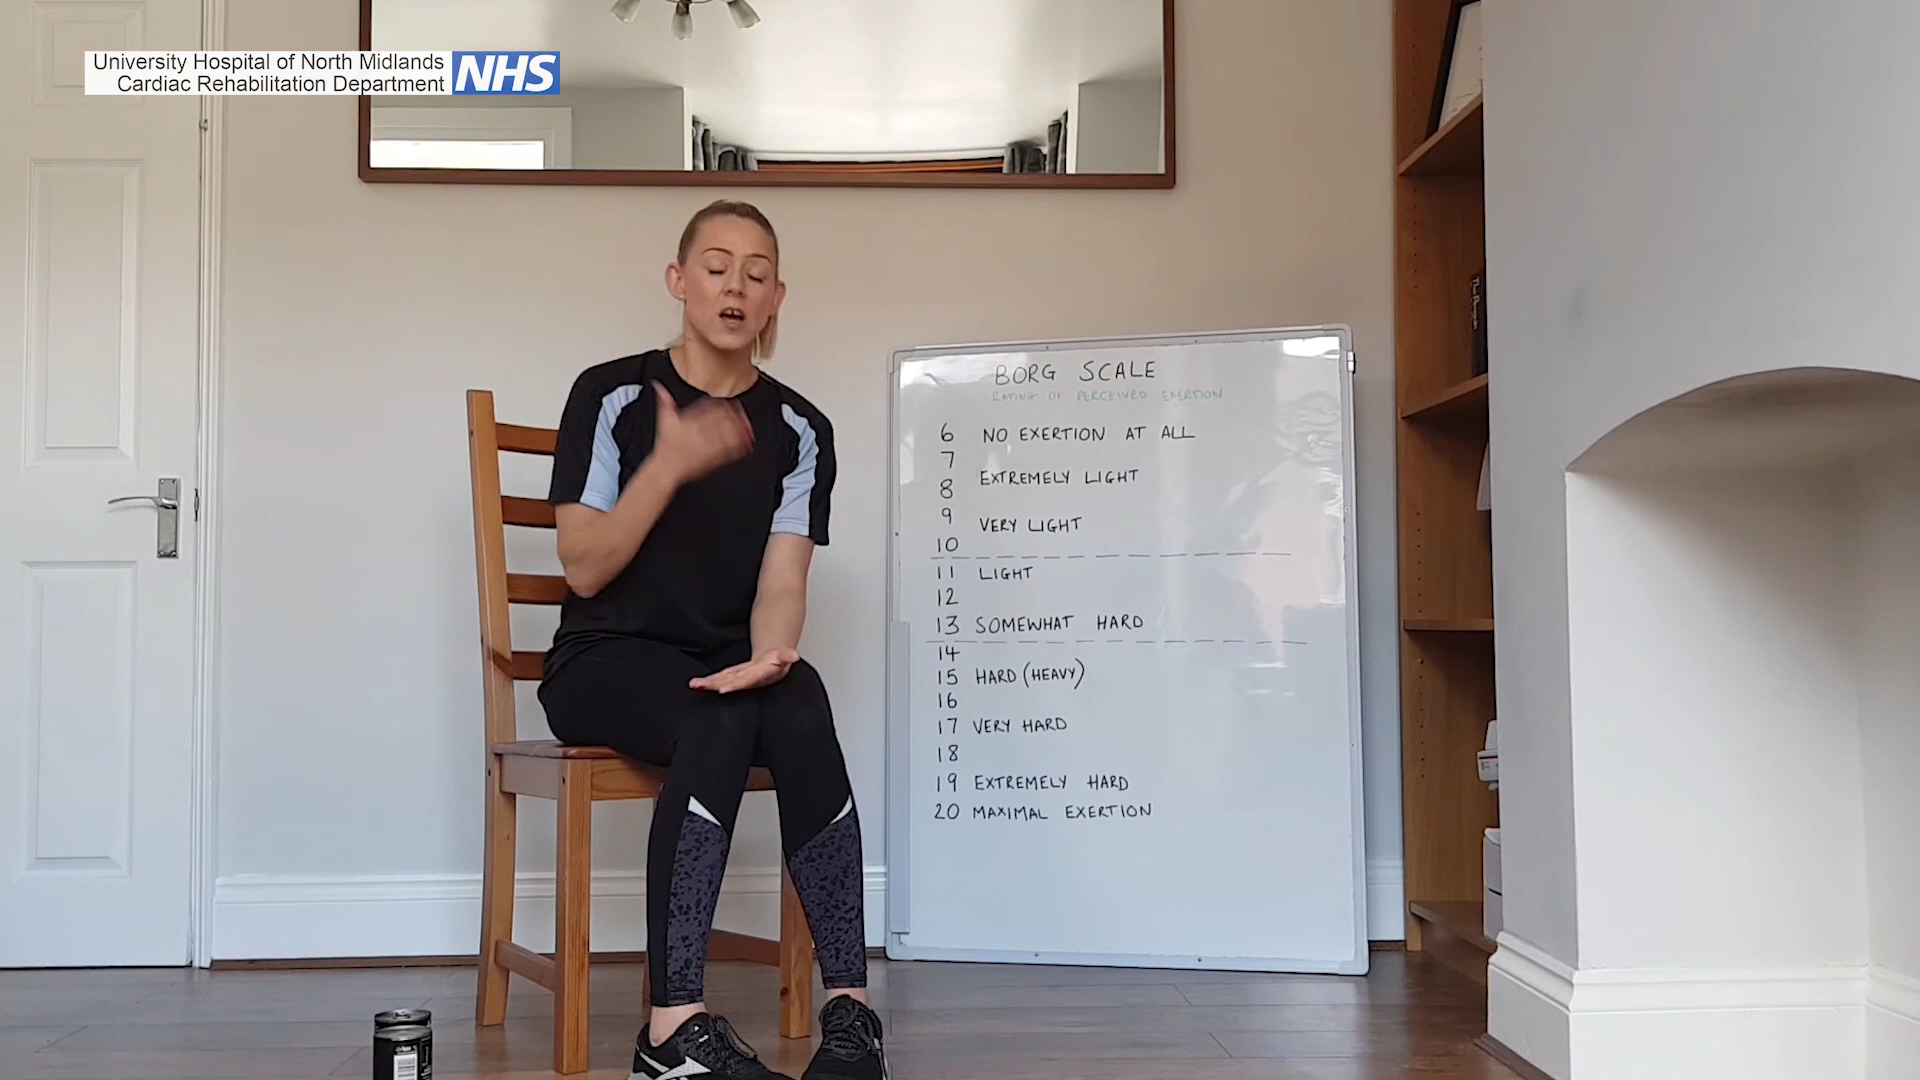 University Hospital of North Midlands
Cardiac Rehabilitation Department
NHS
BORG SCALE
RATING OF PERCEIVED EXERTION
6 NO EXERTION AT ALL
7
8 EXTREMELY LIGHT
9 VERY LIGHT
10
11 LIGHT
12
13 SOMEWHAT HARD
14
15 HARD (HEAVY)
16
17 VERY HARD
18
19 EXTREMELY HARD
20 MAXIMAL EXERTION